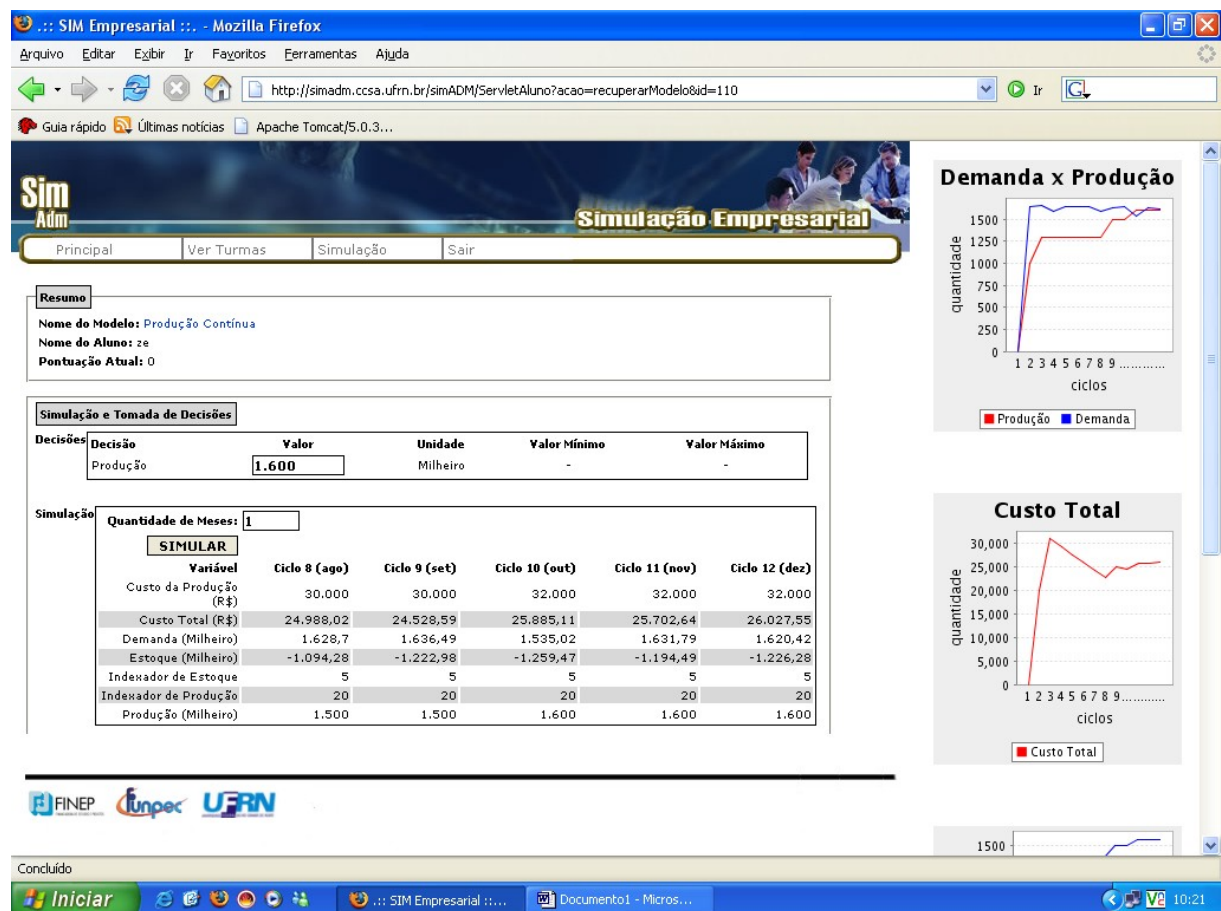 .:: SIM Empresarial ::. - Mozilla Firefox
Arquivo Editar Exibir Ir Favoritos Ferramentas Ajuda
http://simadm.ccsa.ufrn.br/simADM/ServletAluno?acao=recuperarModelo&id=110 Ir G
Guia rápido Últimas notícias Apache Tomcat/5.0.3...
Sim
Adm
Simulação Empresarial
Principal Ver Turmas Simulação Sair
Resumo
Nome do Modelo: Produção Contínua
Nome do Aluno: ze
Pontuação Atual: 0
Simulação e Tomada de Decisões
Decisões
Decisão Valor Unidade Valor Mínimo Valor Máximo
Produção 1.600 Milheiro - -
Simulação
Quantidade de Meses: 1
SIMULAR
Variável Ciclo 8 (ago) Ciclo 9 (set) Ciclo 10 (out) Ciclo 11 (nov) Ciclo 12 (dez)
Custo da Produção (R$) 30.000 30.000 32.000 32.000 32.000
Custo Total (R$) 24.988,02 24.528,59 25.885,11 25.702,64 26.027,55
Demanda (Milheiro) 1.628,7 1.636,49 1.535,02 1.631,79 1.620,42
Estoque (Milheiro) -1.094,28 -1.222,98 -1.259,47 -1.194,49 -1.226,28
Indexador de Estoque 5 5 5 5 5
Indexador de Produção 20 20 20 20 20
Produção (Milheiro) 1.500 1.500 1.600 1.600 1.600
FINEP funpec UFRN
Demanda x Produção
quantidade
1500
1250
1000
750
500
250
0
1 2 3 4 5 6 7 8 9 ............
ciclos
Produção Demanda
Custo Total
quantidade
30,000
25,000
20,000
15,000
10,000
5,000
0
1 2 3 4 5 6 7 8 9............
ciclos
Custo Total
1500
Concluído
Iniciar .:: SIM Empresarial ::... Documento1 - Micros... 10:21